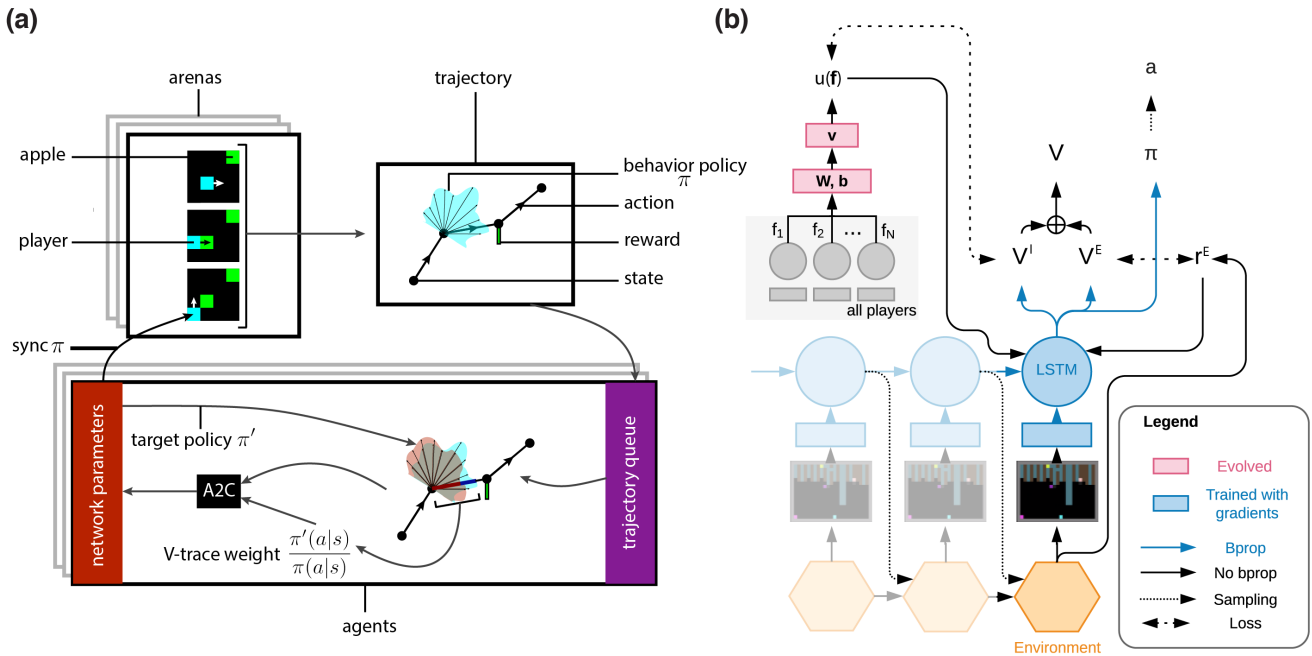 (a)
arenas
trajectory
apple
player
behavior policy
π
action
reward
state
sync π
network parameters
target policy π′
A2C
V-trace weight π′(a|s)
π(a|s)
trajectory queue
agents
(b)
u(f)
a
v
V
π
W, b
f1 f2 ... fN
V^I V^E r^E
all players
LSTM
Legend
Evolved
Trained with
gradients
Bprop
No bprop
Sampling
Loss
Environment